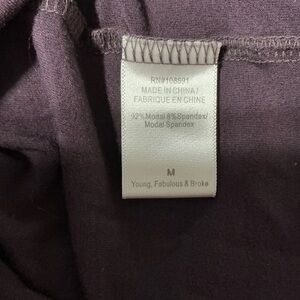 RN#108691
MADE IN CHINA/
FABRIQUE EN CHINE
92% Modal 8% Spandex/
Modal Spandex
M
Young, Fabulous & Broke